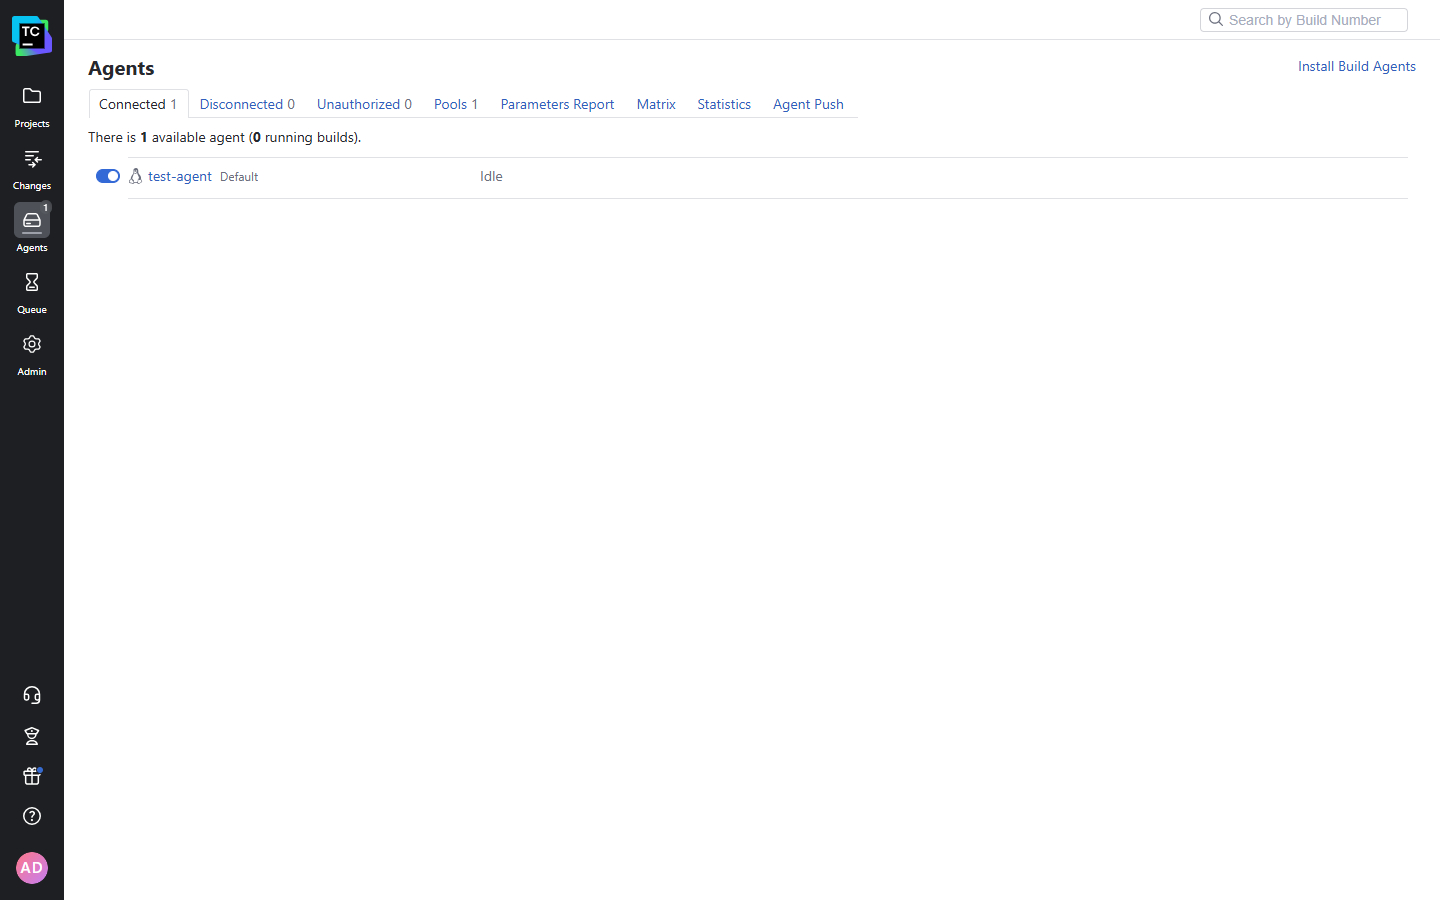 TC
Search by Build Number
Agents
Install Build Agents
Connected 1
Disconnected 0
Unauthorized 0
Pools 1
Parameters Report
Matrix
Statistics
Agent Push
There is 1 available agent (0 running builds).
test-agent Default Idle
Projects
Changes
1
Agents
Queue
Admin
?
AD